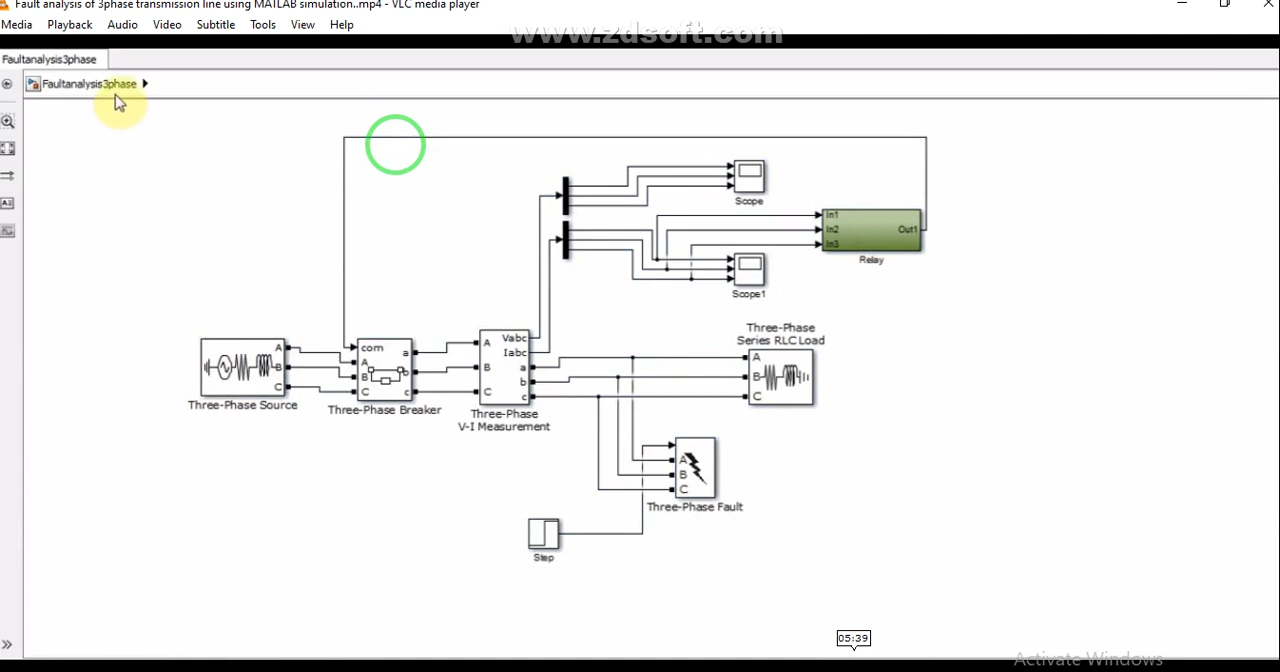 Fault analysis of 3phase transmission line using MATLAB simulation..mp4 - VLC media player
Media Playback Audio Video Subtitle Tools View Help
www.zdsoft.com
Faultanalysis3phase
Faultanalysis3phase
Scope
In1
In2
In3
Out1
Relay
Scope1
Three-Phase Source
A
B
C
com
A
B
C
a
b
c
Three-Phase Breaker
A
B
C
Vabc
Iabc
a
b
c
Three-Phase
V-I Measurement
Three-Phase
Series RLC Load
A
B
C
A
B
C
Three-Phase Fault
Step
05:39
Activate Windows